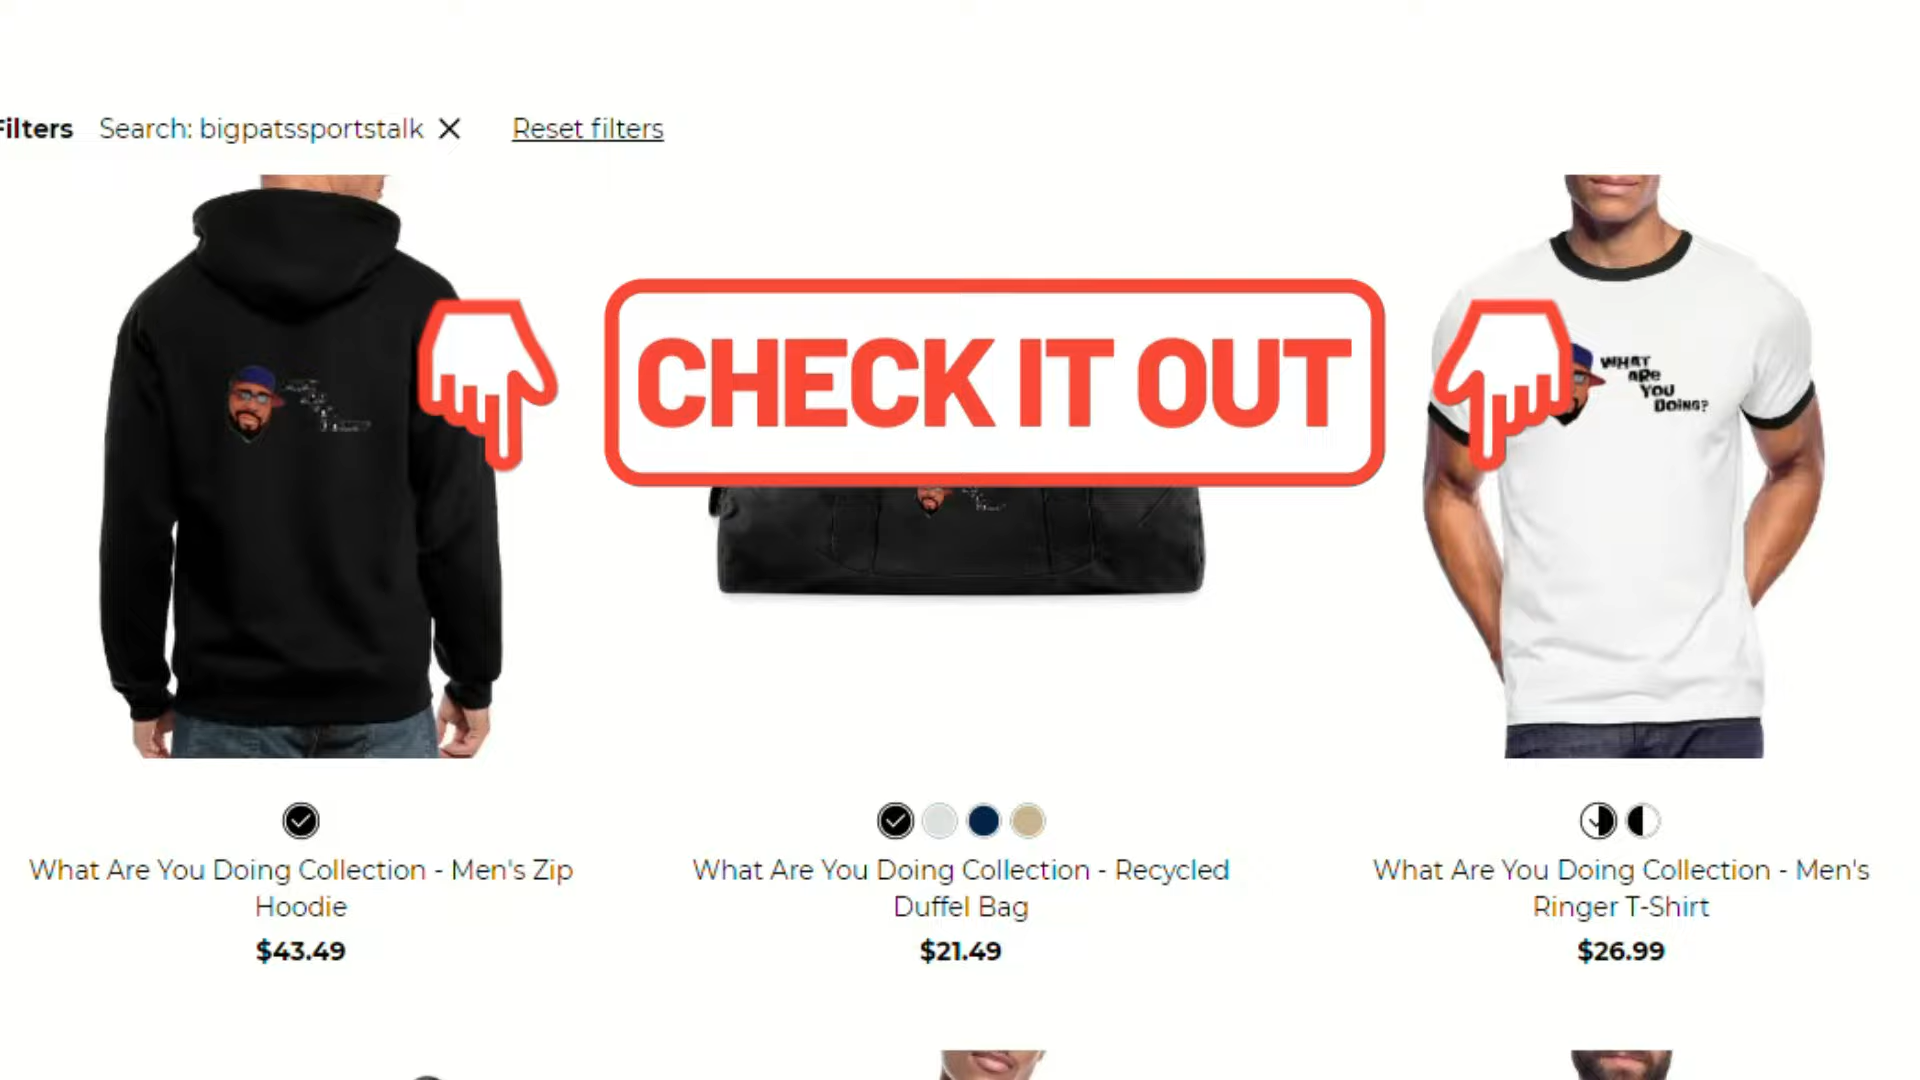 Filters Search: bigpatssportstalk Reset filters
CHECK IT OUT
WHAT
ARE
YOU
DOING?
What Are You Doing Collection - Men's Zip
Hoodie
$43.49
What Are You Doing Collection - Recycled
Duffel Bag
$21.49
What Are You Doing Collection - Men's
Ringer T-Shirt
$26.99